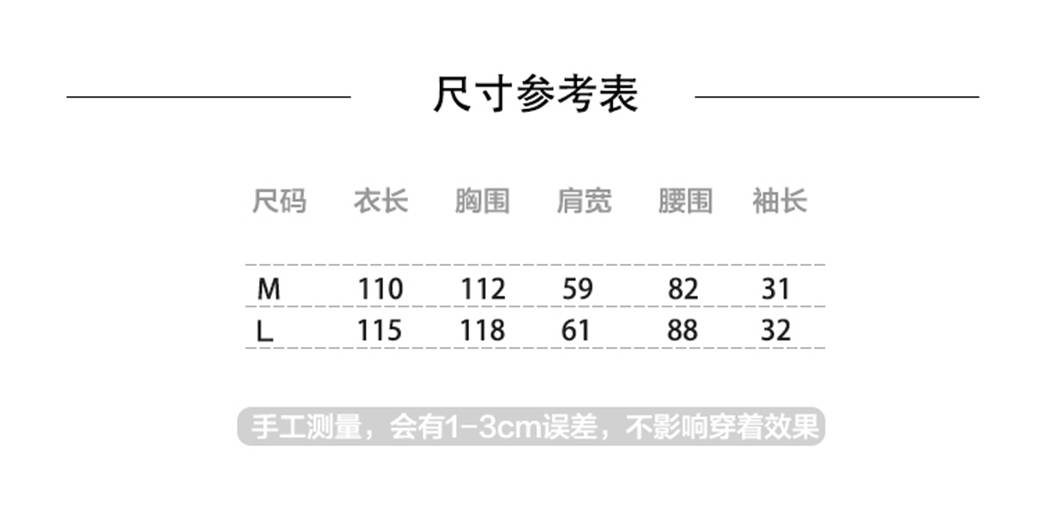 尺寸参考表
尺码 衣长 胸围 肩宽 腰围 袖长
M 110 112 59 82 31
L 115 118 61 88 32
手工测量，会有1-3cm误差，不影响穿着效果